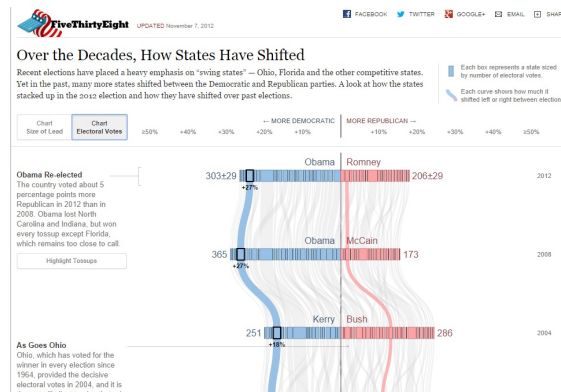 FiveThirtyEight UPDATED November 7, 2012
FACEBOOK TWITTER GOOGLE+ EMAIL SHAR
Over the Decades, How States Have Shifted
Recent elections have placed a heavy emphasis on “swing states” — Ohio, Florida and the other competitive states.
Yet in the past, many more states shifted between the Democratic and Republican parties. A look at how the states
stacked up in the 2012 election and how they have shifted over past elections.
Each box represents a state sized
by number of electoral votes.
Each curve shows how much it
shifted left or right between election
Chart
Size of Lead
Chart
Electoral Votes
← MORE DEMOCRATIC MORE REPUBLICAN →
≥50% +40% +30% +20% +10% +10% +20% +30% +40% ≥50%
Obama Re-elected
The country voted about 5
percentage points more
Republican in 2012 than in
2008. Obama lost North
Carolina and Indiana, but won
every tossup except Florida,
which remains too close to call.
Highlight Tossups
Obama Romney
303±29 206±29 2012
+27%
Obama McCain
365 173 2008
+27%
Kerry Bush
251 286 2004
+18%
As Goes Ohio
Ohio, which has voted for the
winner in every election since
1964, provided the decisive
electoral votes in 2004, and it is